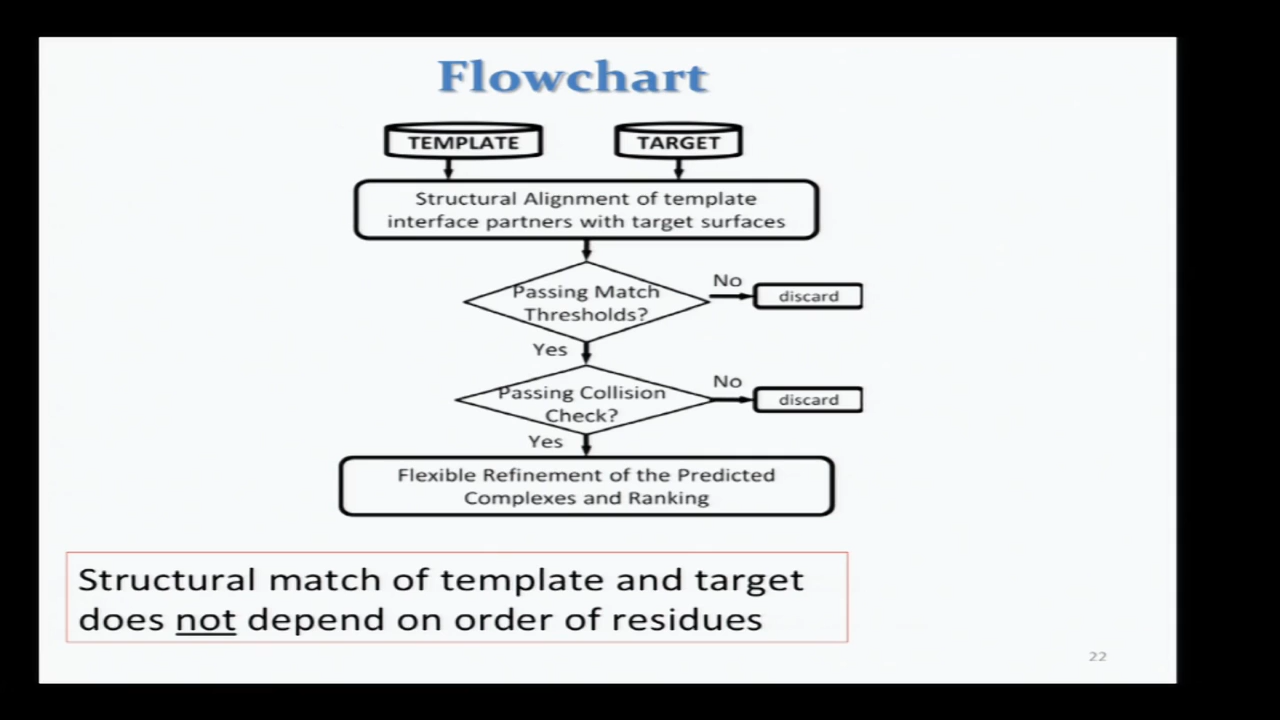 Flowchart
TEMPLATE
TARGET
Structural Alignment of template
interface partners with target surfaces
Passing Match
Thresholds?
No
discard
Yes
Passing Collision
Check?
No
discard
Yes
Flexible Refinement of the Predicted
Complexes and Ranking
Structural match of template and target
does not depend on order of residues
22